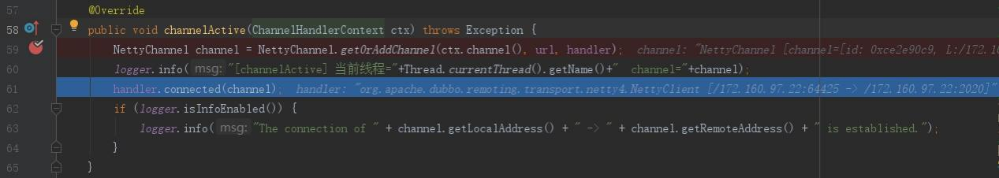 57 @Override
58 public void channelActive(ChannelHandlerContext ctx) throws Exception {
59 NettyChannel channel = NettyChannel.getOrAddChannel(ctx.channel(), url, handler); channel: "NettyChannel [channel=[id: 0xce2e90c9, L:/172.16
60 logger.info( msg: "[channelActive] 当前线程="+Thread.currentThread().getName()+" channel="+channel);
61 handler.connected(channel); handler: "org.apache.dubbo.remoting.transport.netty4.NettyClient [/172.160.97.22:64425 -> /172.160.97.22:2020]"
62 if (logger.isInfoEnabled()) {
63 logger.info( msg: "The connection of " + channel.getLocalAddress() + " -> " + channel.getRemoteAddress() + " is established.");
64 }
65 }